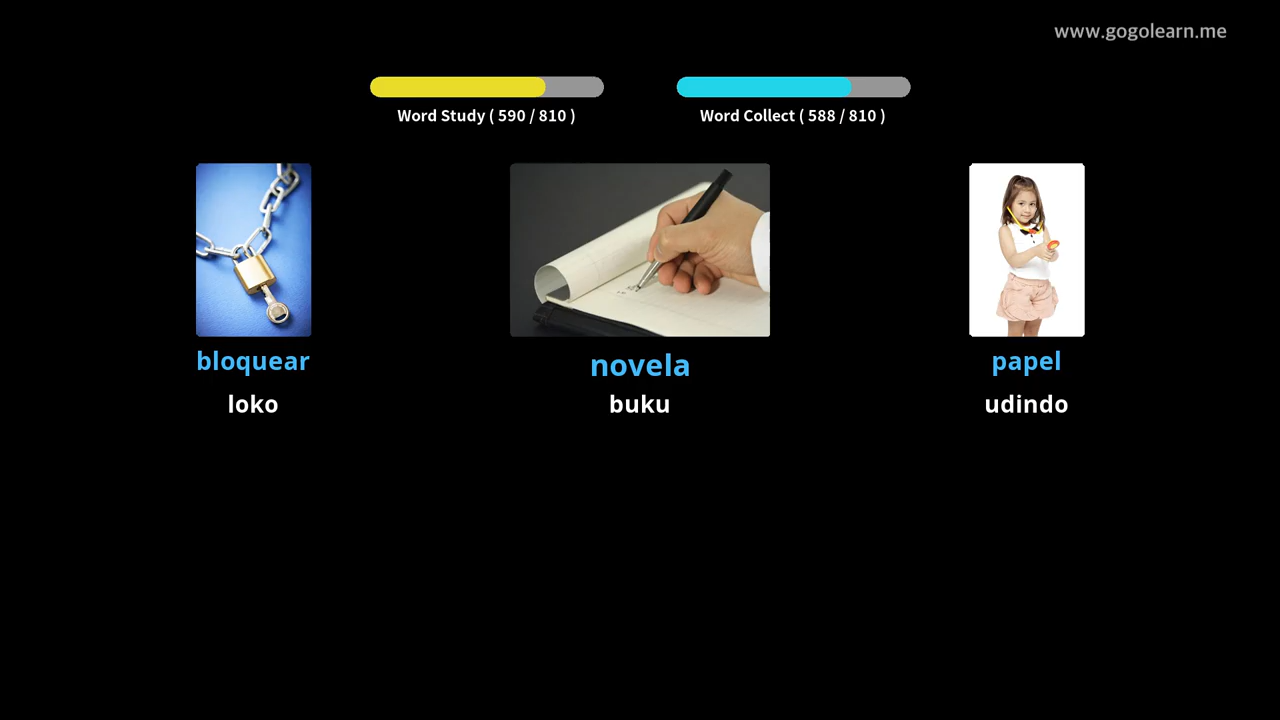 www.gogolearn.me
Word Study ( 590 / 810 )
Word Collect ( 588 / 810 )
bloquear
novela
papel
loko
buku
udindo